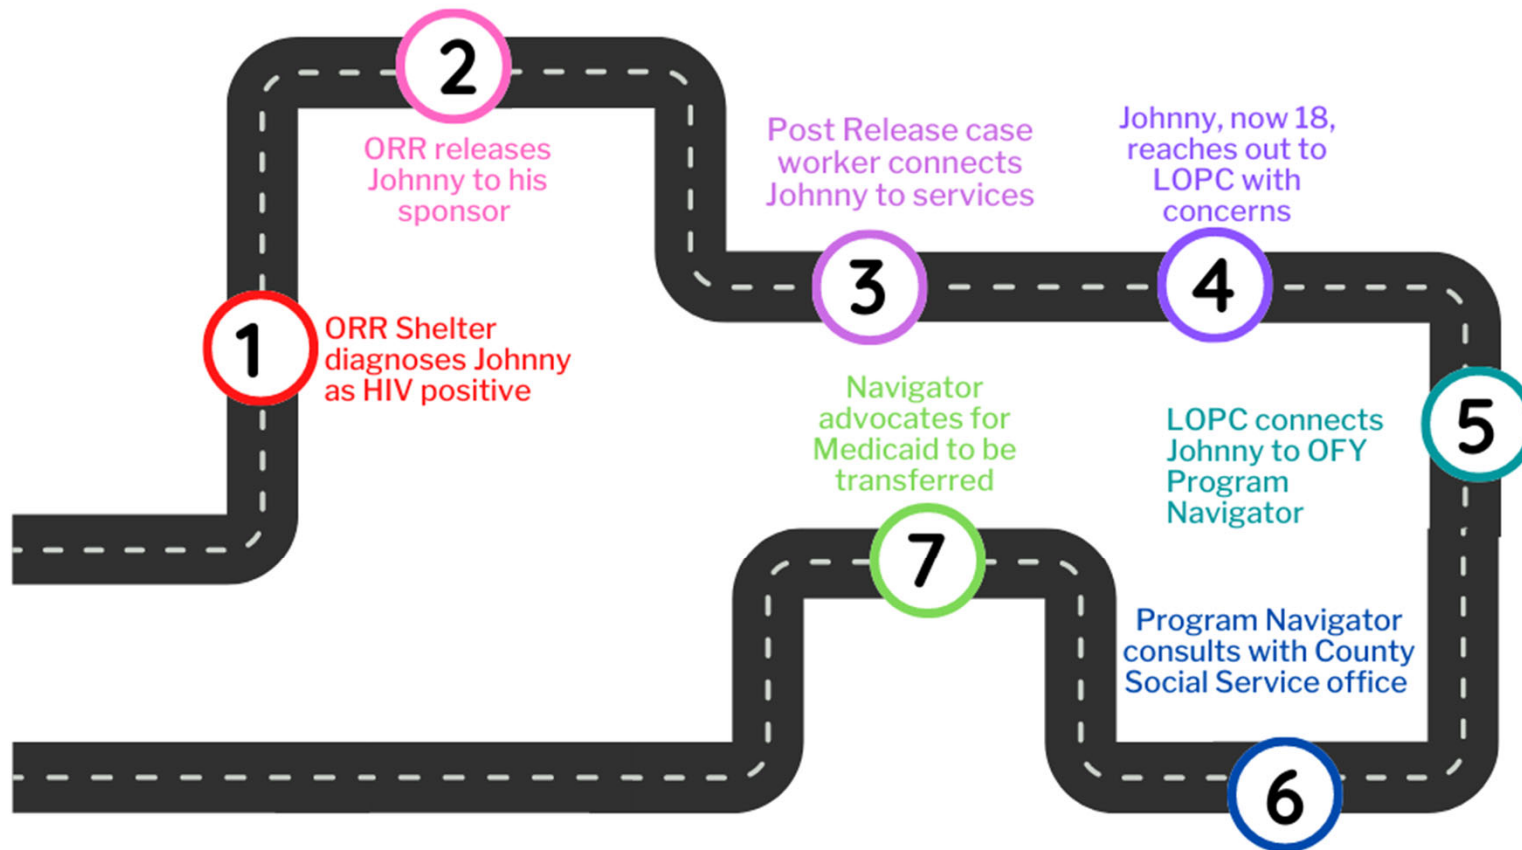 1
ORR Shelter
diagnoses Johnny
as HIV positive
2
ORR releases
Johnny to his
sponsor
3
Post Release case
worker connects
Johnny to services
4
Johnny, now 18,
reaches out to
LOPC with
concerns
5
LOPC connects
Johnny to OFY
Program
Navigator
6
Program Navigator
consults with County
Social Service office
7
Navigator
advocates for
Medicaid to be
transferred